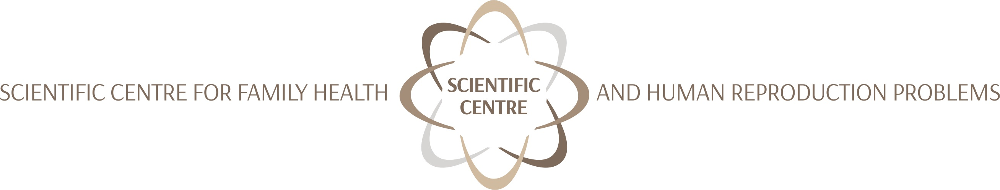 SCIENTIFIC CENTRE FOR FAMILY HEALTH
SCIENTIFIC
CENTRE
AND HUMAN REPRODUCTION PROBLEMS